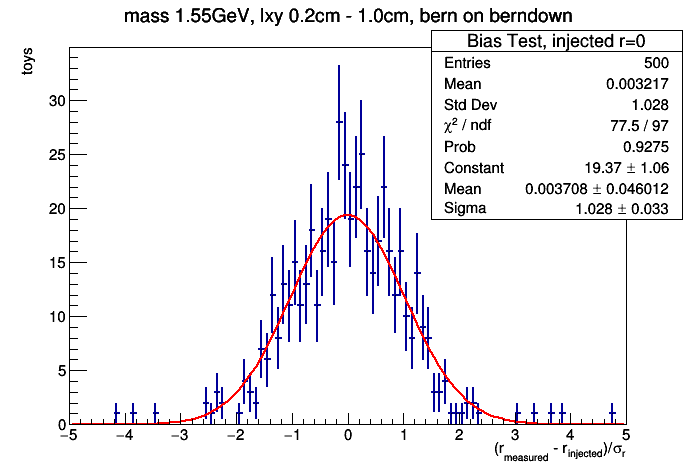 mass 1.55GeV, lxy 0.2cm - 1.0cm, bern on berndown
Bias Test, injected r=0
Entries 500
Mean 0.003217
Std Dev 1.028
χ² / ndf 77.5 / 97
Prob 0.9275
Constant 19.37 ± 1.06
Mean 0.003708 ± 0.046012
Sigma 1.028 ± 0.033
toys
30
25
20
15
10
5
0
−5 −4 −3 −2 −1 0 1 2 3 4 5
(r_measured - r_injected)/σ_r